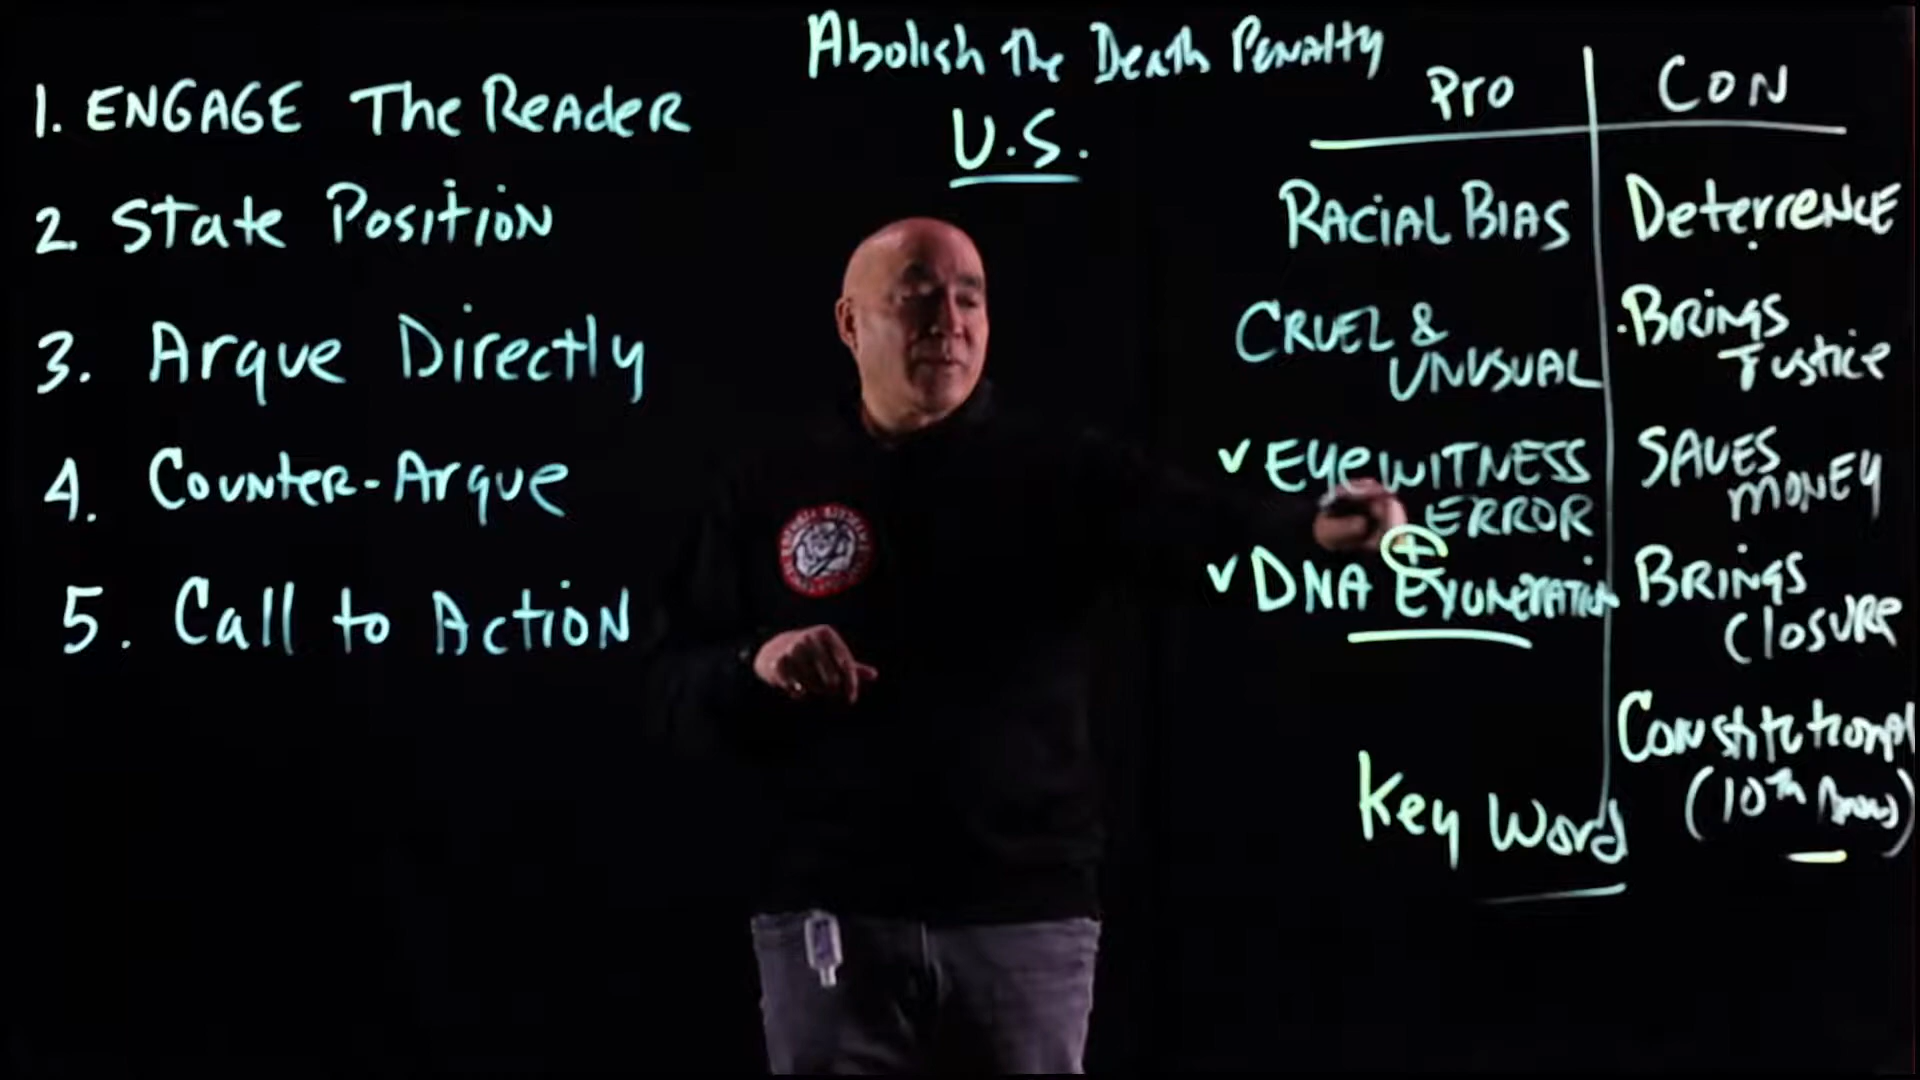 Abolish the Death Penalty
U.S.
1. ENGAGE The Reader
2. State Position
3. Argue Directly
4. Counter-Argue
5. Call to Action
Pro
CON
RACIAL BIAS
CRUEL &
UNUSUAL
✓ EYEWITNESS
ERROR
+
✓ DNA
Key Word
Deterrence
BRINGS
Justice
SAVES
MONEY
BRINGS
Closure
(10th